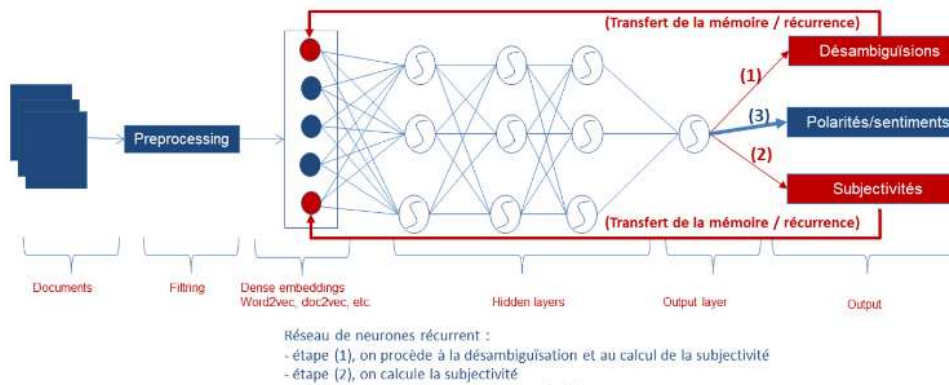 (Transfert de la mémoire / récurrence)
Désambiguïsions
(1)
Preprocessing
(3)
Polarités/sentiments
(2)
Subjectivités
(Transfert de la mémoire / récurrence)
Documents
Filtring
Dense embeddings
Word2vec, doc2vec, etc.
Hidden layers
Output layer
Output
Réseau de neurones récurrent :
- étape (1), on procède à la désambiguïsation et au calcul de la subjectivité
- étape (2), on calcule la subjectivité